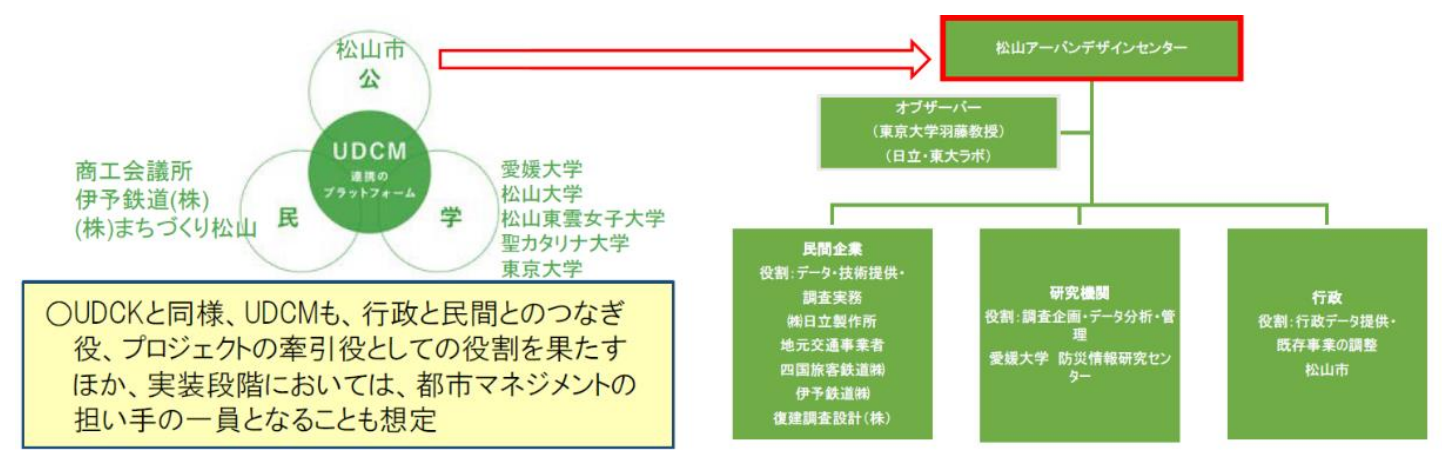 松山市
公
UDCM
連携の
プラットフォーム
商工会議所
伊予鉄道(株)
(株)まちづくり松山
民
学
愛媛大学
松山大学
松山東雲女子大学
聖カタリナ大学
東京大学
○UDCKと同様、UDCMも、行政と民間とのつなぎ
役、プロジェクトの牽引役としての役割を果たす
ほか、実装段階においては、都市マネジメントの
担い手の一員となることも想定
松山アーバンデザインセンター
オブザーバー
(東京大学羽藤教授)
(日立・東大ラボ)
民間企業
役割:データ・技術提供・
調査実務
㈱日立製作所
地元交通事業者
四国旅客鉄道㈱
伊予鉄道㈱
復建調査設計(株)
研究機関
役割:調査企画・データ分析・管
理
愛媛大学 防災情報研究セン
ター
行政
役割:行政データ提供・
既存事業の調整
松山市